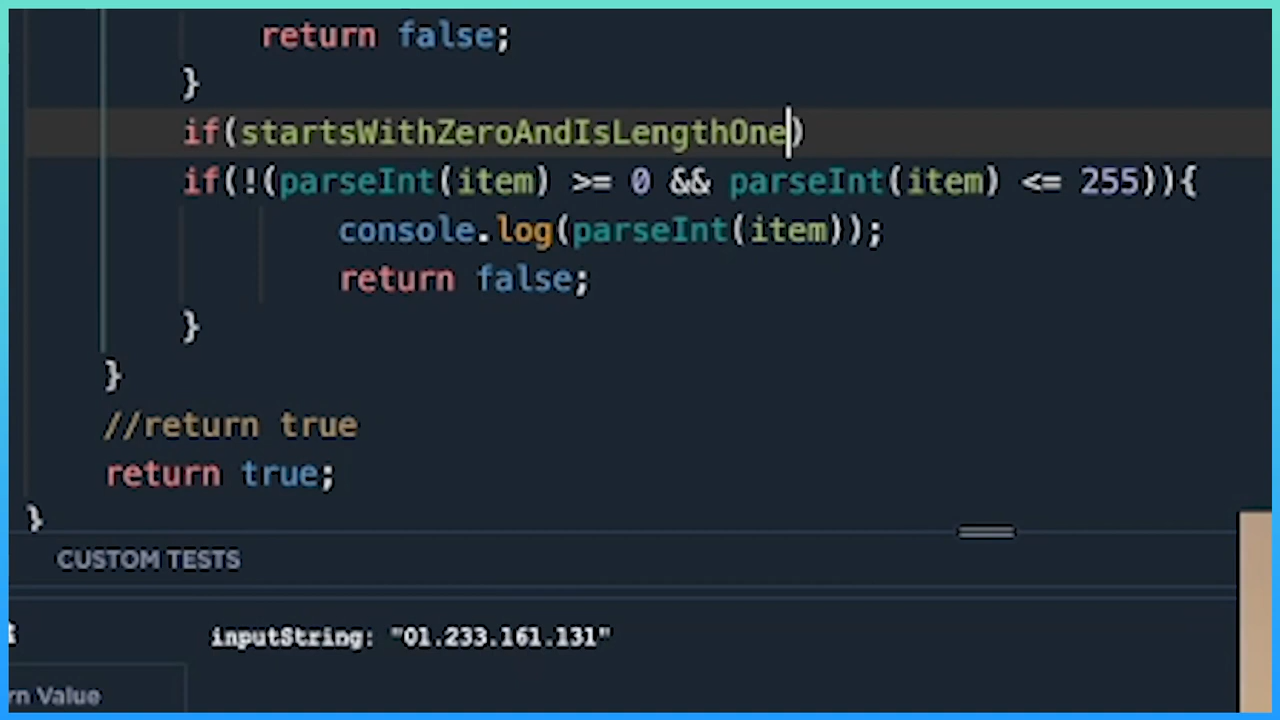 return false;
}
if(startsWithZeroAndIsLengthOne)
if(!(parseInt(item) >= 0 && parseInt(item) <= 255)){
console.log(parseInt(item));
return false;
}
}
//return true
return true;
}
CUSTOM TESTS
inputString: "01.233.161.131"
rn Value